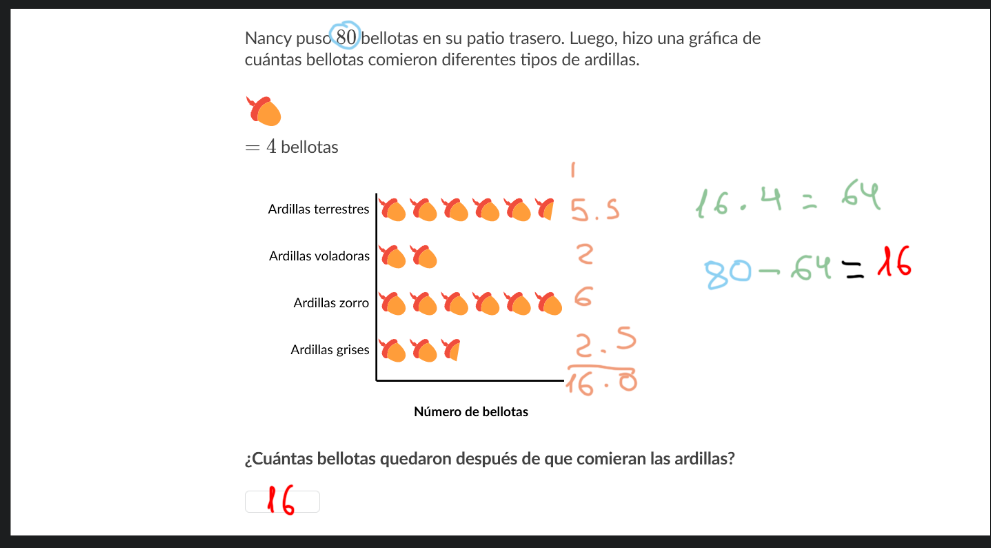 Nancy puso 80 bellotas en su patio trasero. Luego, hizo una gráfica de
cuántas bellotas comieron diferentes tipos de ardillas.
= 4 bellotas
1
Ardillas terrestres 5.5
Ardillas voladoras 2
Ardillas zorro 6
Ardillas grises 2.5
16.0
Número de bellotas
16 . 4 = 64
80 - 64 = 16
¿Cuántas bellotas quedaron después de que comieran las ardillas?
16